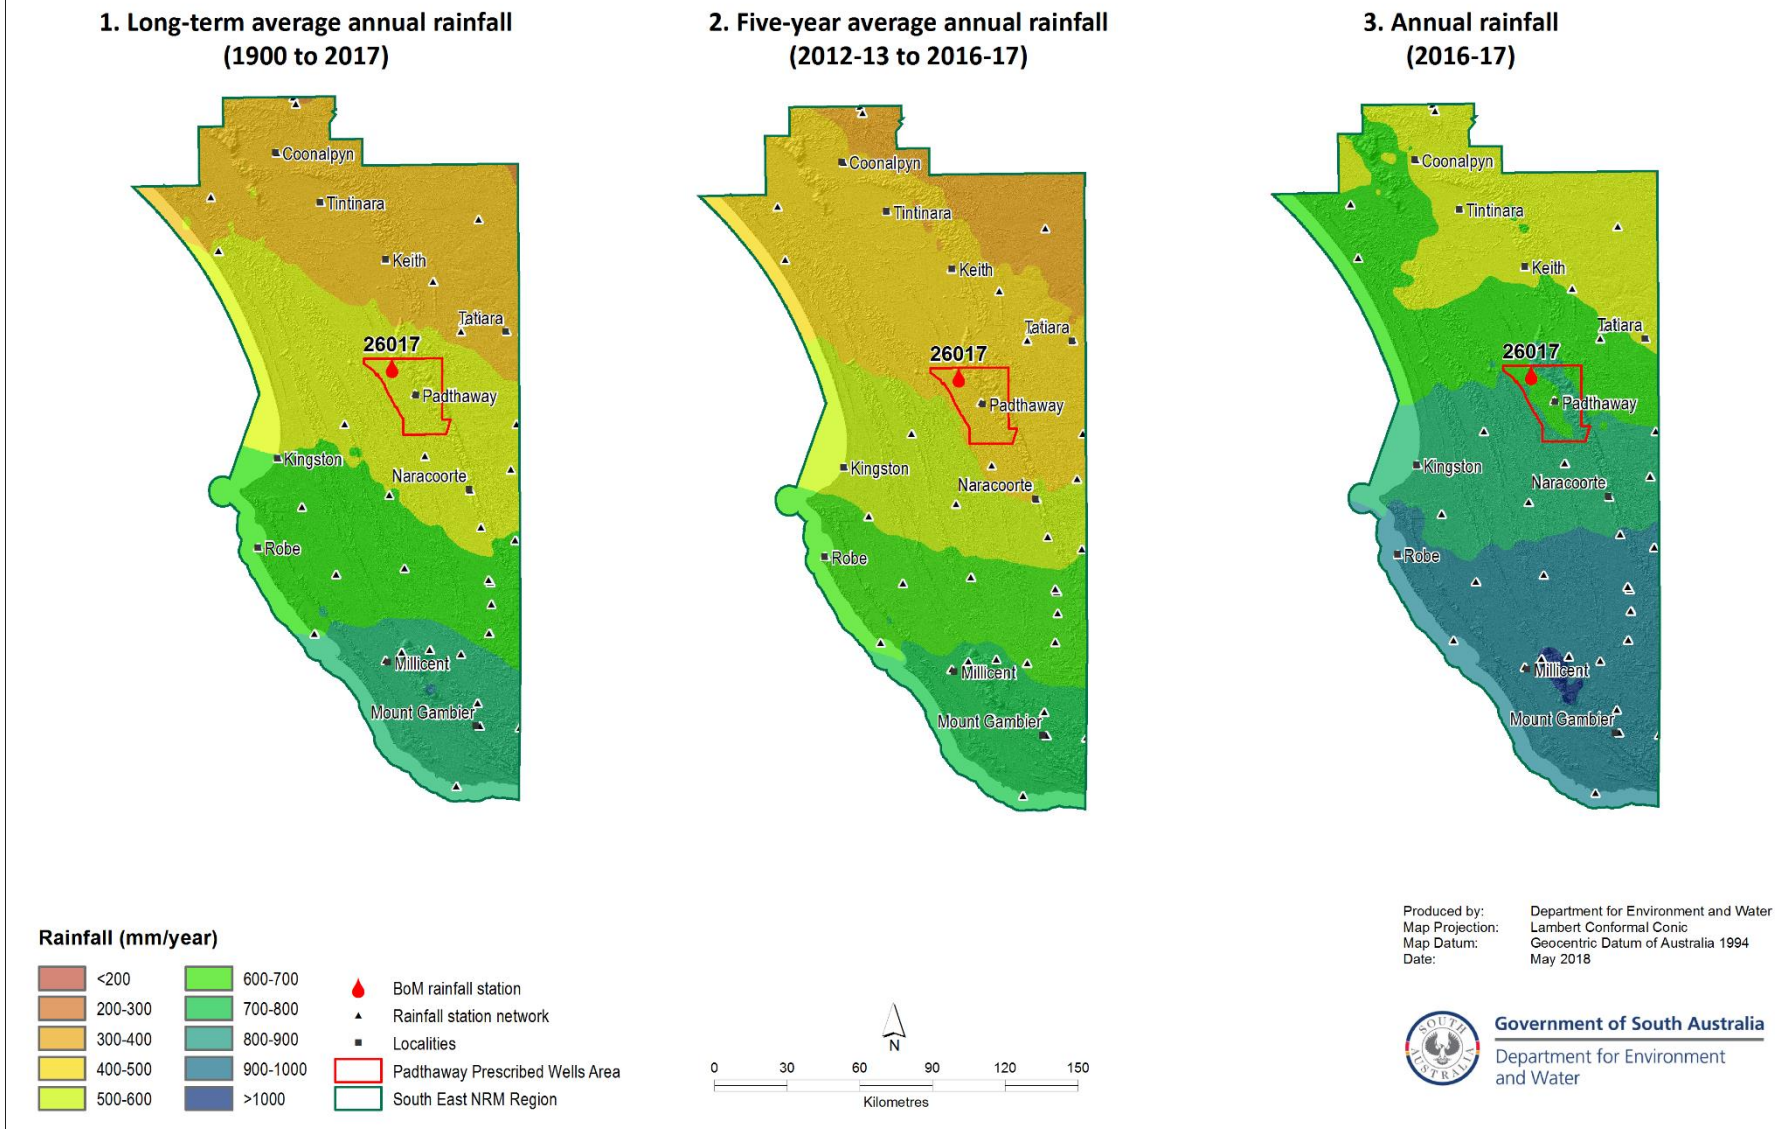 1. Long-term average annual rainfall
(1900 to 2017)
2. Five-year average annual rainfall
(2012-13 to 2016-17)
3. Annual rainfall
(2016-17)
Coonalpyn
Tintinara
Keith
Tatiara
26017
Padthaway
Kingston
Naracoorte
Robe
Millicent
Mount Gambier
Coonalpyn
Tintinara
Keith
Tatiara
26017
Padthaway
Kingston
Naracoorte
Robe
Millicent
Mount Gambier
Coonalpyn
Tintinara
Keith
Tatiara
26017
Padthaway
Kingston
Naracoorte
Robe
Millicent
Mount Gambier
Rainfall (mm/year)
<200
200-300
300-400
400-500
500-600
600-700
700-800
800-900
900-1000
>1000
BoM rainfall station
Rainfall station network
Localities
Padthaway Prescribed Wells Area
South East NRM Region
N
0 30 60 90 120 150
Kilometres
Produced by: Department for Environment and Water
Map Projection: Lambert Conformal Conic
Map Datum: Geocentric Datum of Australia 1994
Date: May 2018
SOUTH
AUSTRALIA
Government of South Australia
Department for Environment
and Water